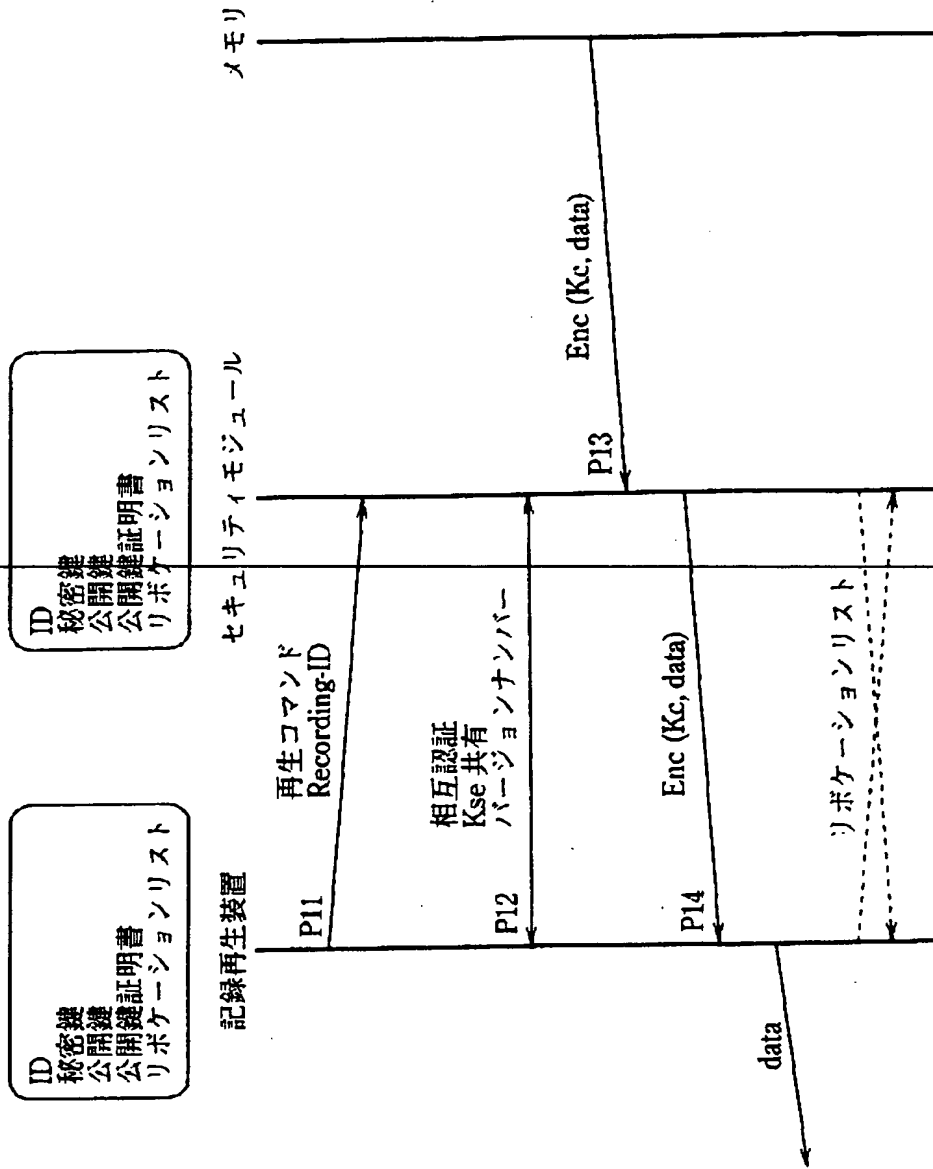 ID
秘密鍵
公開鍵
公開鍵証明書
リボケーションリスト
ID
秘密鍵
公開鍵
公開鍵証明書
リボケーションリスト
記録再生装置
セキュリティモジュール
メモリ
再生コマンド
Recording-ID
P11
相互認証
Kse 共有
バージョンナンバー
P12
Enc (Kc, data)
P13
Enc (Kc, data)
P14
リボケーションリスト
data